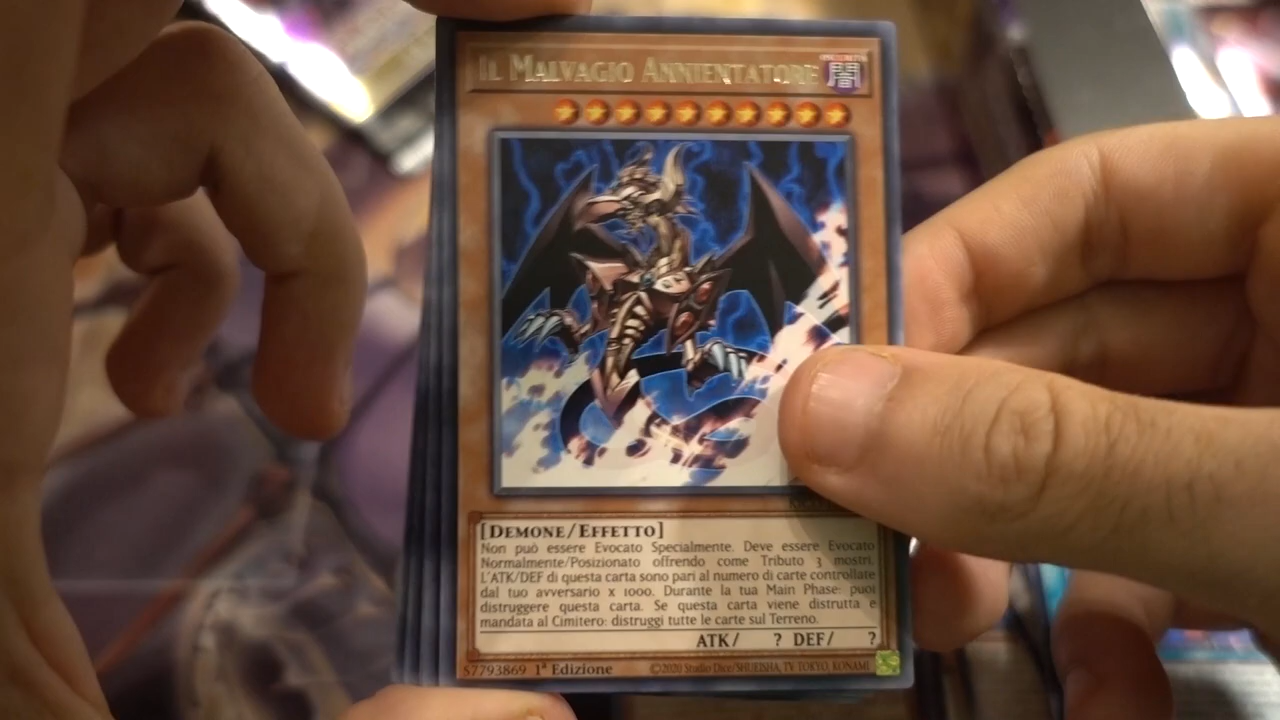 Il Malvagio Annientatore
闇
[Demone/Effetto]
Non può essere Evocato Specialmente. Deve essere Evocato
Normalmente/Posizionato offrendo come Tributo 3 mostri.
L'ATK/DEF di questa carta sono pari al numero di carte controllate
dal tuo avversario x 1000. Durante la tua Main Phase: puoi
distruggere questa carta. Se questa carta viene distrutta e
mandata al Cimitero: distruggi tutte le carte sul Terreno.
ATK/ ? DEF/ ?
57793869 1ª Edizione ©2020 Studio Dice/SHUEISHA, TV TOKYO, KONAMI